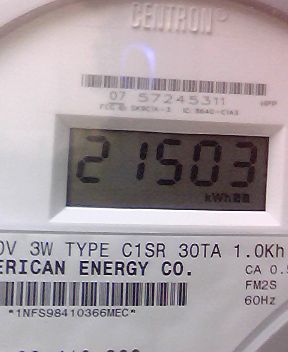 CENTRON®
07 57245311
21503
kWh
0V 3W TYPE C1SR 30TA 1.0Kh
ERICAN ENERGY CO.
CA 0.5
FM2S
60Hz
*1NFS98410366MEC*